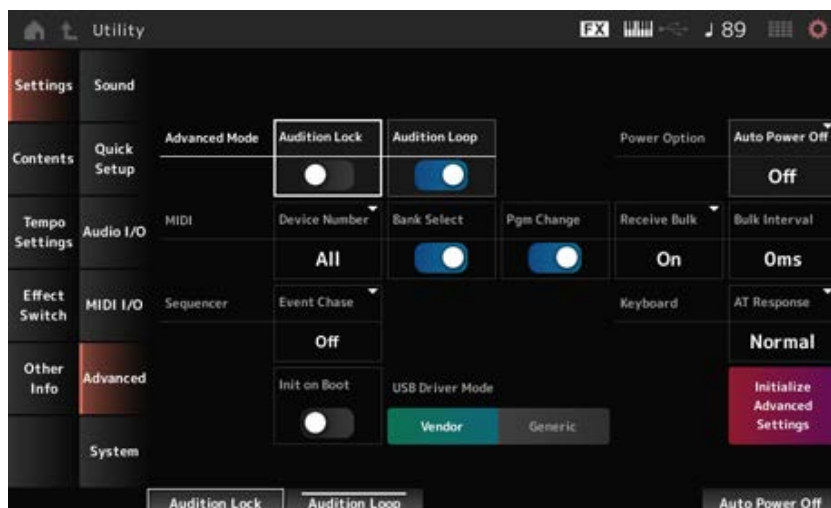 Utility
FX
89
Settings
Sound
Contents
Quick
Setup
Tempo
Settings
Audio I/O
Effect
Switch
MIDI I/O
Other
Info
Advanced
System
Advanced Mode
Audition Lock
Audition Loop
Power Option
Auto Power Off
Off
MIDI
Device Number
All
Bank Select
Pgm Change
Receive Bulk
On
Bulk Interval
0ms
Sequencer
Event Chase
Off
Keyboard
AT Response
Normal
Init on Boot
USB Driver Mode
Vendor
Generic
Initialize
Advanced
Settings
Audition Lock
Audition Loop
Auto Power Off